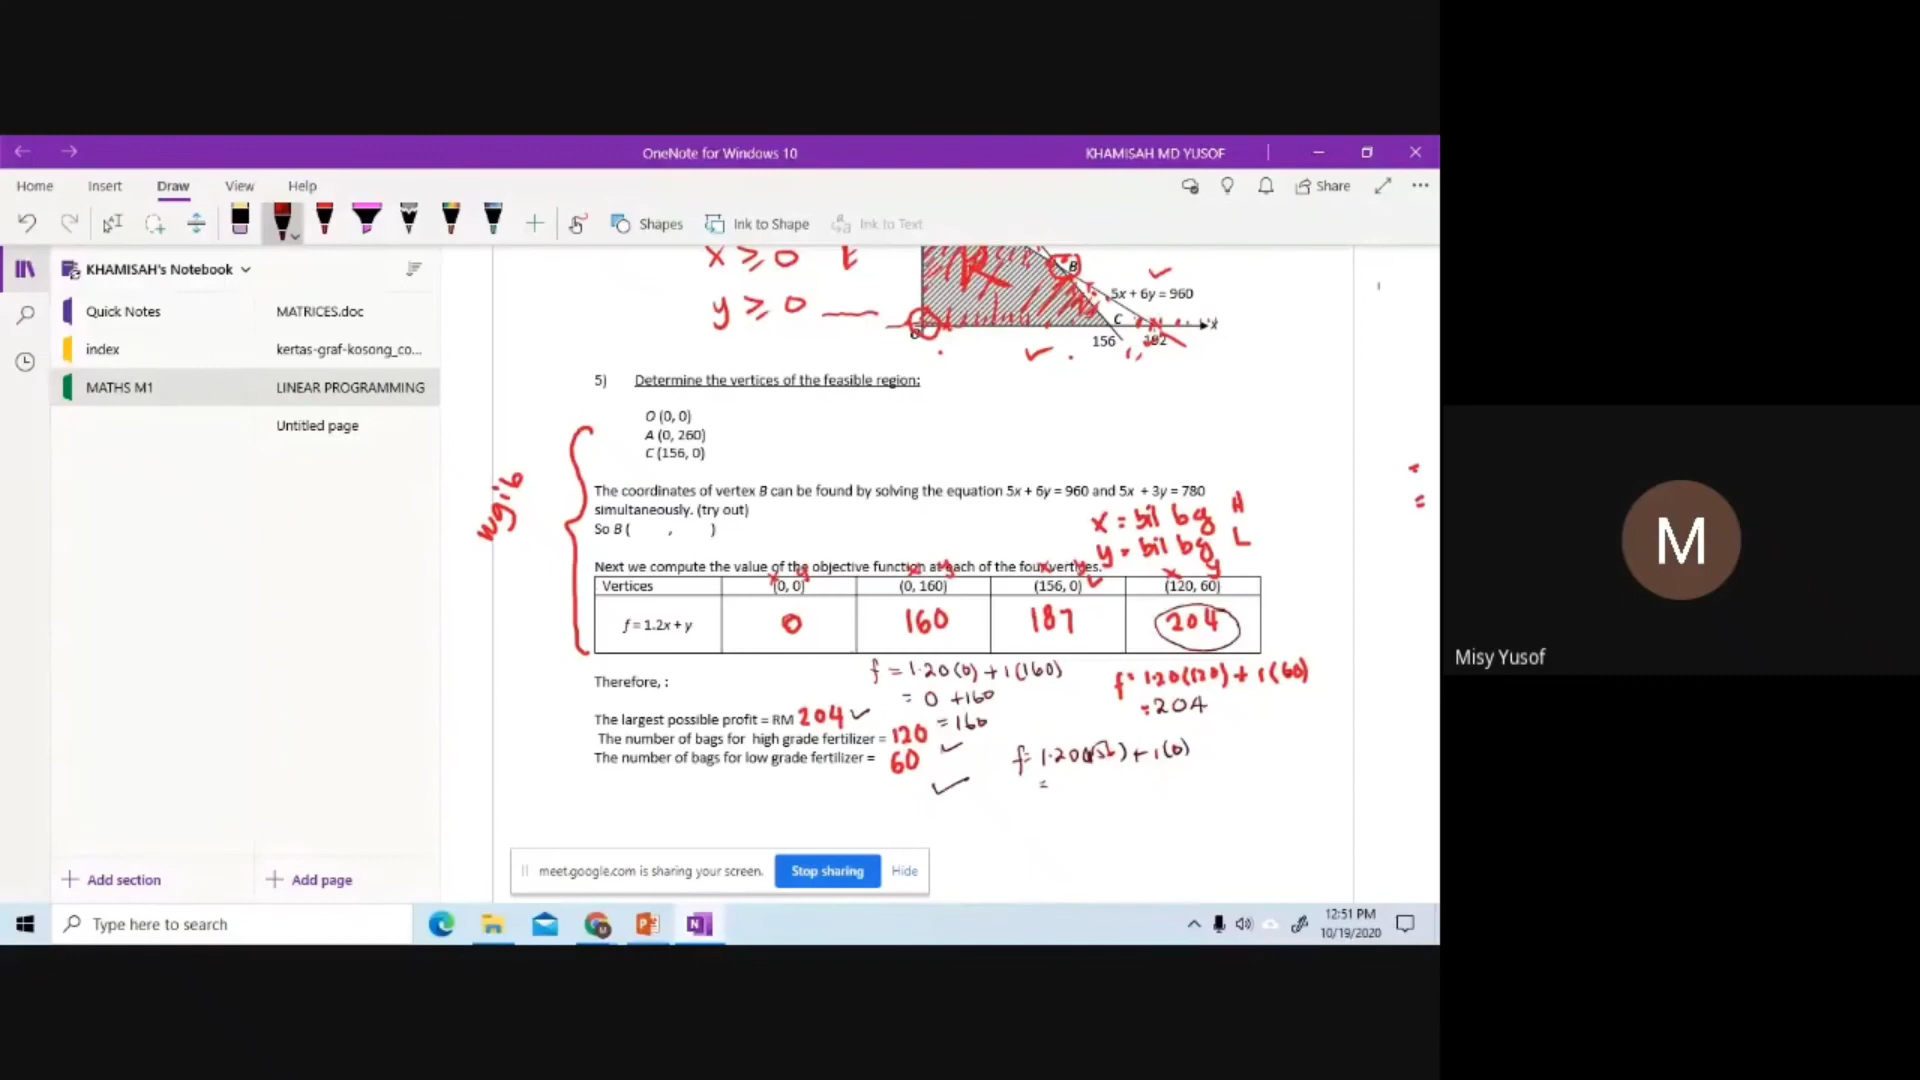 OneNote for Windows 10
KHAMISAH MD YUSOF
Home Insert Draw View Help
Share
Shapes Ink to Shape Ink to Text
KHAMISAH's Notebook
Quick Notes
index
MATHS M1
MATRICES.doc
kertas-graf-kosong_co...
LINEAR PROGRAMMING
Untitled page
Add section
Add page
x ≥ 0
y ≥ 0
R
B
5x + 6y = 960
C
x
156
192
5) Determine the vertices of the feasible region:
O (0, 0)
A (0, 260)
C (156, 0)
wgib
The coordinates of vertex B can be found by solving the equation 5x + 6y = 960 and 5x + 3y = 780
simultaneously. (try out)
So B ( , )
x = bil bg H
y = bil bg L
Next we compute the value of the objective function at each of the four vertices.
x y x y x y x y
Vertices (0, 0) (0, 160) (156, 0) (120, 60)
f = 1.2x + y 0 160 187 204
f = 1.20(0) + 1(160)
= 0 + 160
= 160
f = 1.20(120) + 1(60)
= 204
Therefore, :
The largest possible profit = RM 204
The number of bags for high grade fertilizer = 120
The number of bags for low grade fertilizer = 60
f = 1.20(156) + 1(0)
=
meet.google.com is sharing your screen. Stop sharing Hide
Type here to search
12:51 PM
10/19/2020
M
Misy Yusof